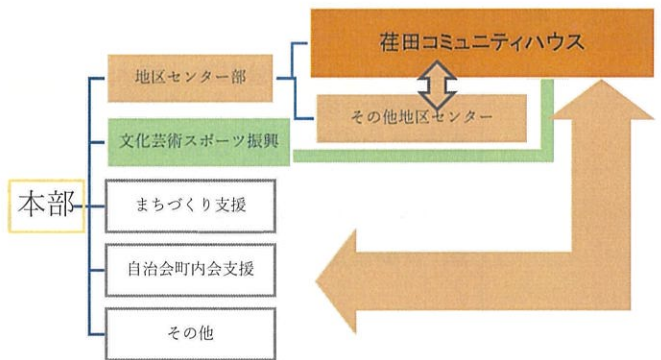 荏田コミュニティハウス
地区センター部
その他地区センター
文化芸術スポーツ振興
本部
まちづくり支援
自治会町内会支援
その他